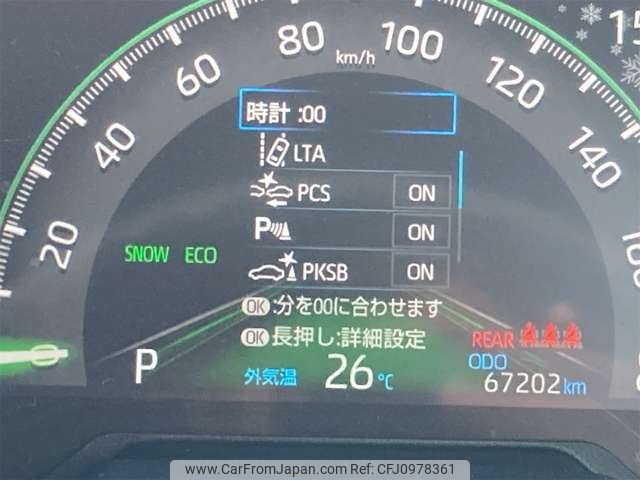 80
100
km/h
60
120
40
140
20
160
時計 :00
LTA
PCS ON
P ON
PKSB ON
SNOW ECO
OK :分を00に合わせます
OK 長押し:詳細設定
P
外気温 26 ℃
REAR
ODO
67202 km
www.CarFromJapan.com © CFJ10978361